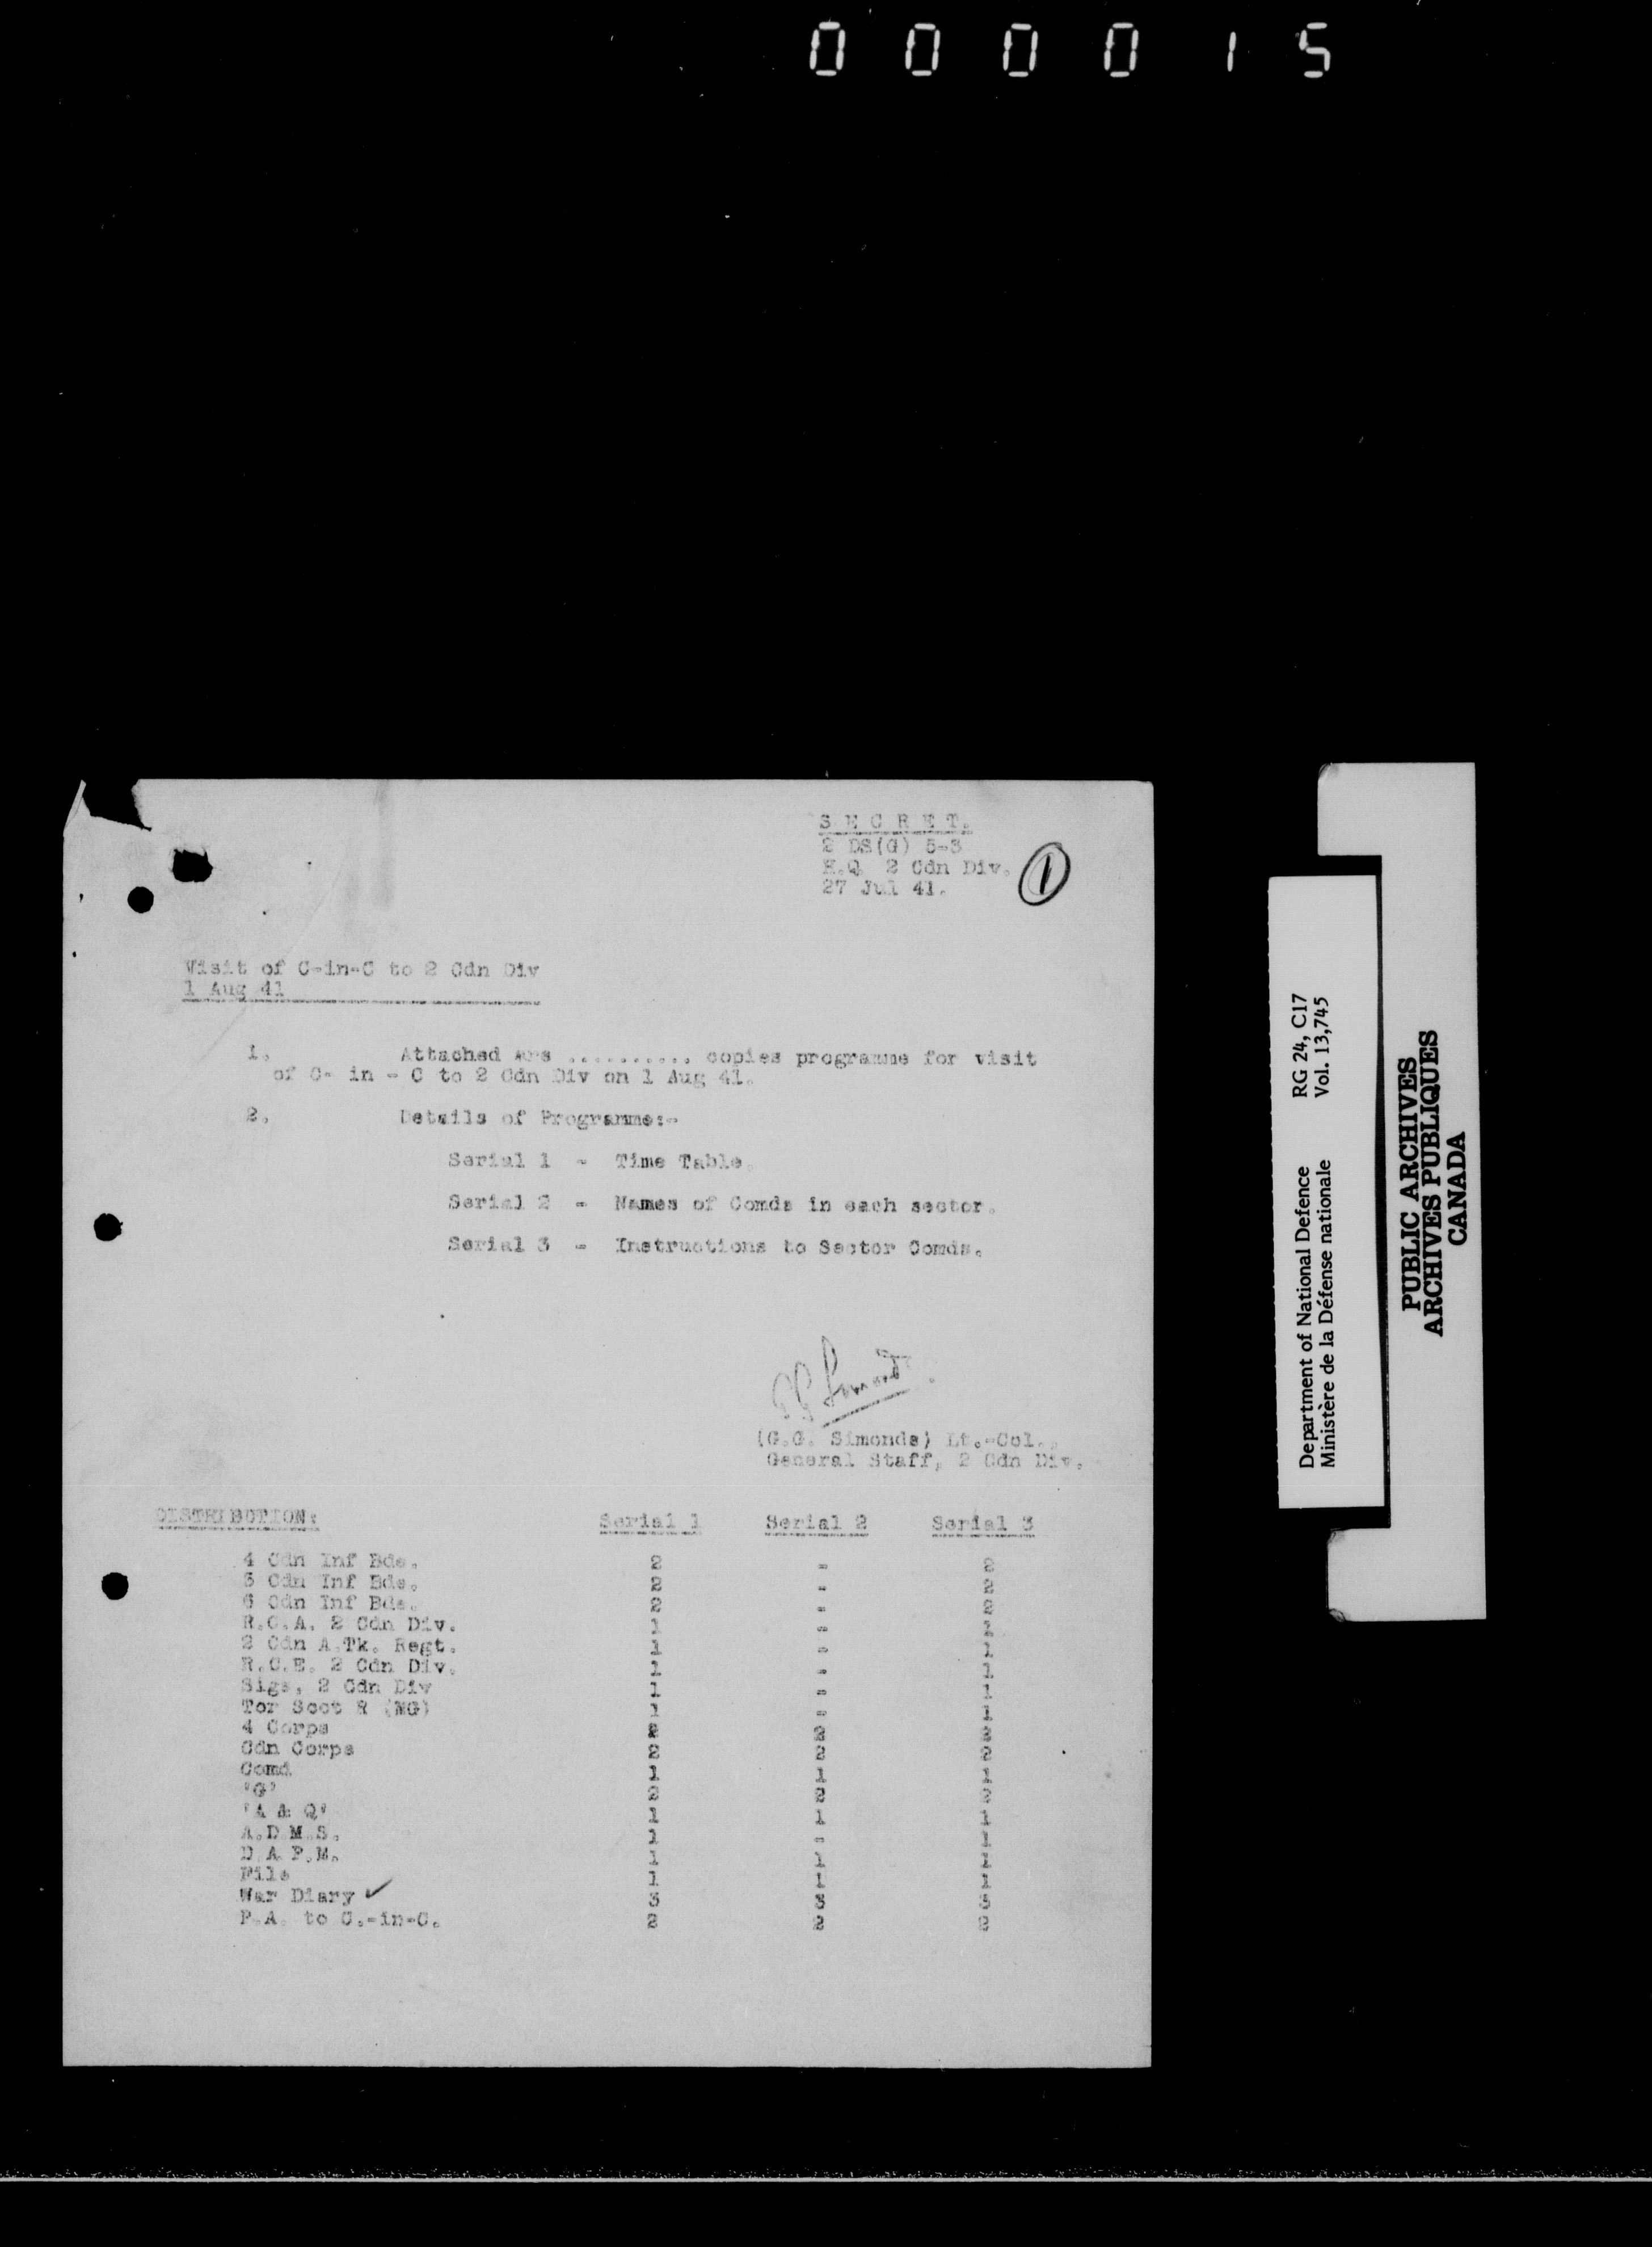 000015
S E C R E T.
2 DS(G) 5-3
H.Q. 2 Cdn Div.
27 Jul 41.
1
Visit of C-in-C to 2 Cdn Div
1 Aug 41
1. Attached are .......... copies programme for visit
of C- in - C to 2 Cdn Div on 1 Aug 41.
2. Details of Programme:-
Serial 1 - Time Table.
Serial 2 - Names of Comds in each sector.
Serial 3 - Instructions to Sector Comds.
GG Simonds.
(G.G. Simonds) Lt.-Col.,
General Staff, 2 Cdn Div.
DISTRIBUTION: Serial 1 Serial 2 Serial 3
4 Cdn Inf Bde. 2 - 2
5 Cdn Inf Bde. 2 - 2
6 Cdn Inf Bde. 2 - 2
R.C.A. 2 Cdn Div. 1 - 1
2 Cdn A.Tk. Regt. 1 - 1
R.C.E. 2 Cdn Div. 1 - 1
Sigs, 2 Cdn Div 1 - 1
Tor Scot R (MG) 1 - 1
4 Corps 2 2 2
Cdn Corps 2 2 2
Comd 1 1 1
'G' 2 2 2
'A & Q' 1 1 1
A.D.M.S. 1 - 1
D.A.P.M. 1 1 1
File 1 1 1
War Diary ✓ 3 3 3
P.A. to C.-in-C. 2 2 2
Department of National Defence RG 24, C17
Ministère de la Défense nationale Vol. 13,745
PUBLIC ARCHIVES
ARCHIVES PUBLIQUES
CANADA